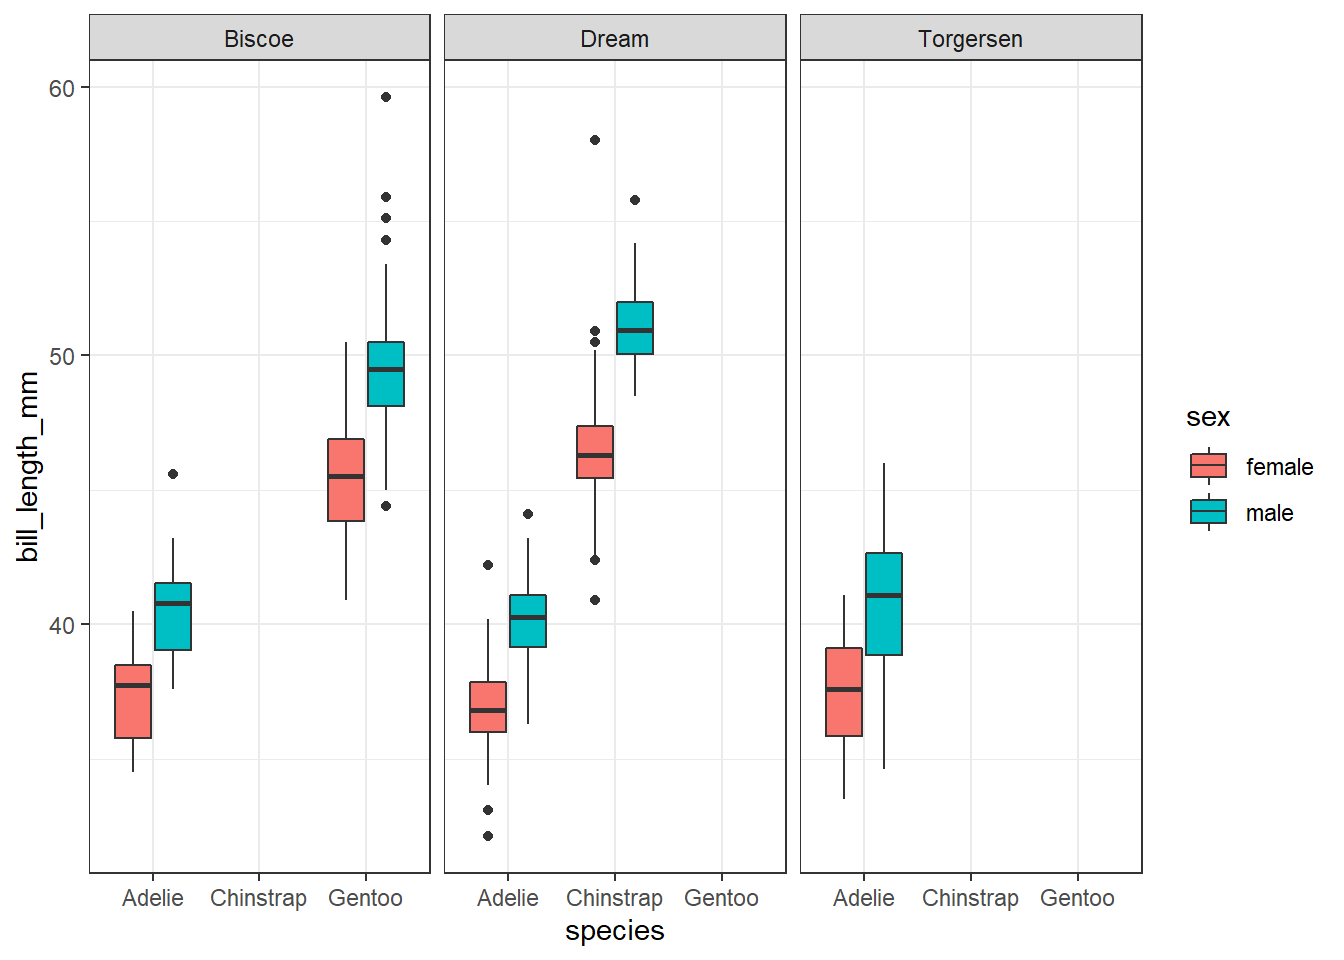 Biscoe Dream Torgersen
60
50
40
bill_length_mm
Adelie Chinstrap Gentoo Adelie Chinstrap Gentoo Adelie Chinstrap Gentoo
species
sex
female
male